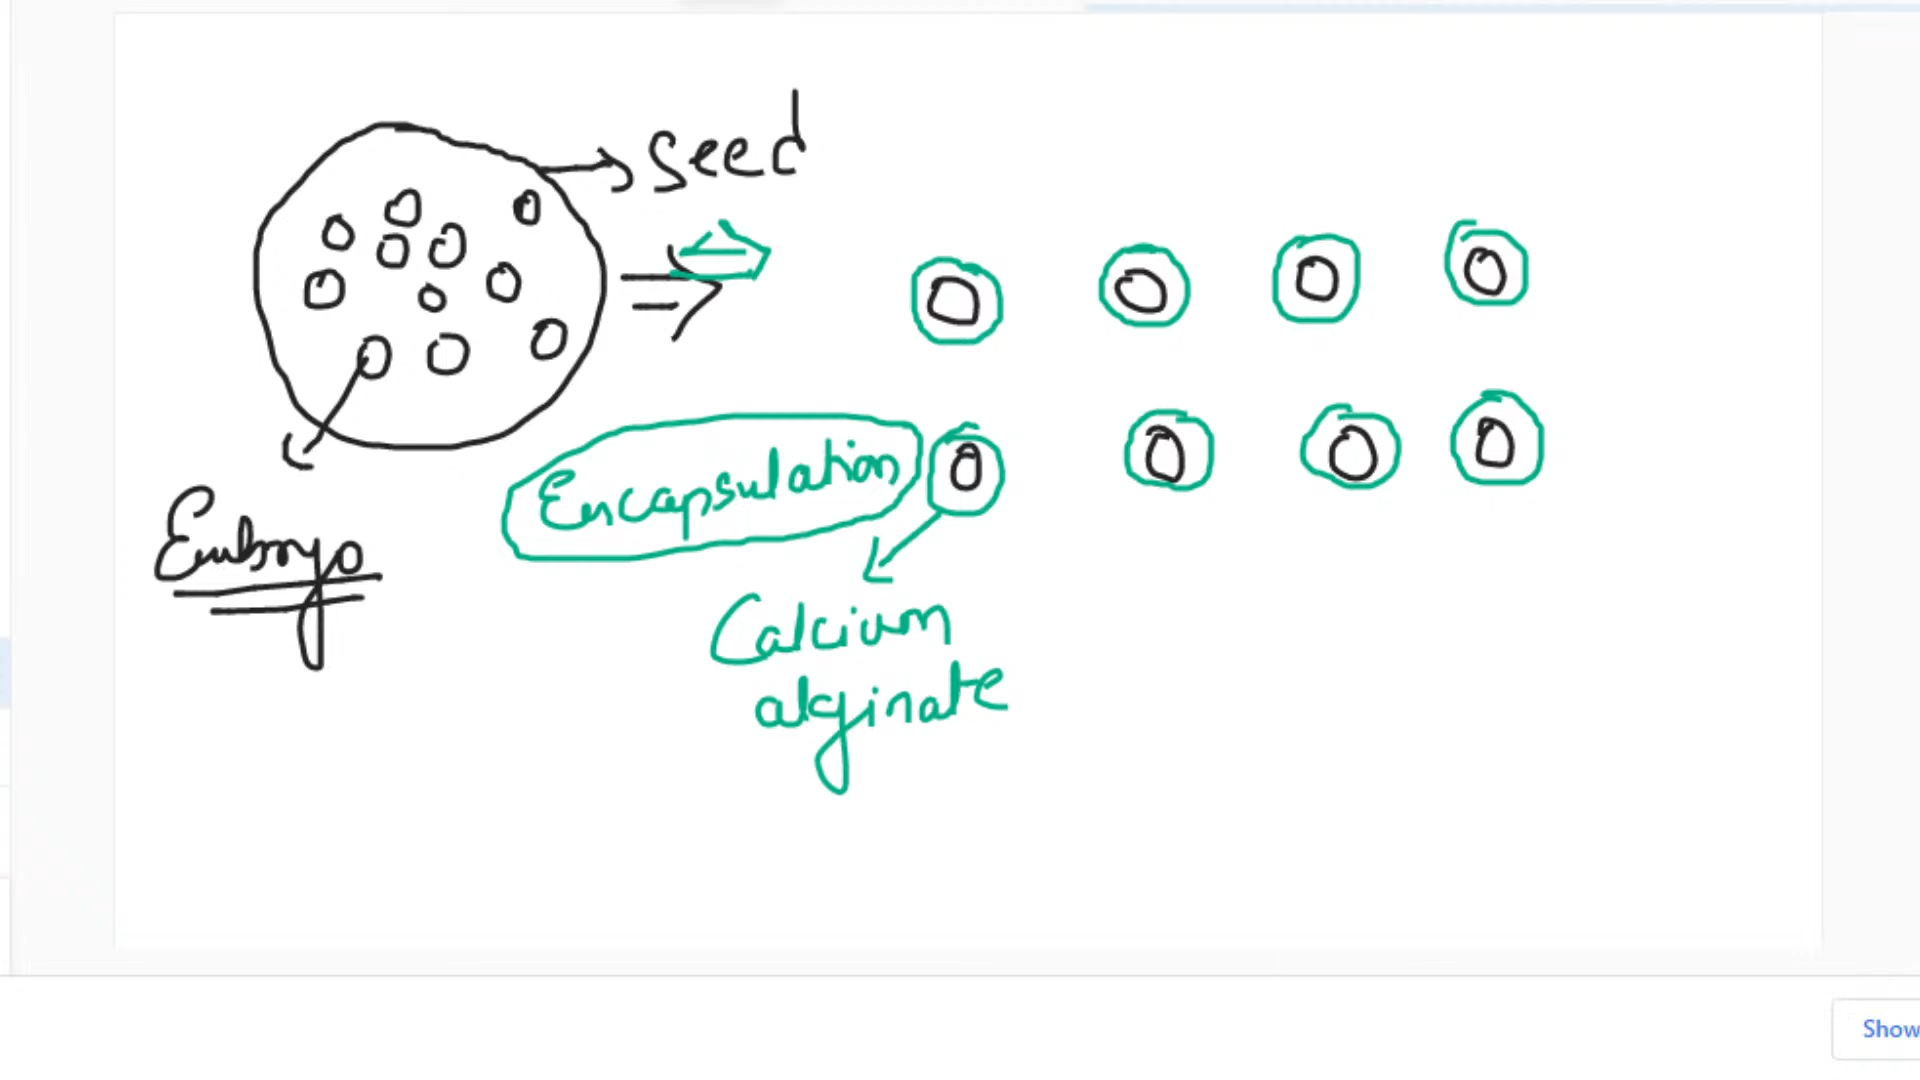 Seed
Encapsulation
Embryo
Calcium
alginate
Show